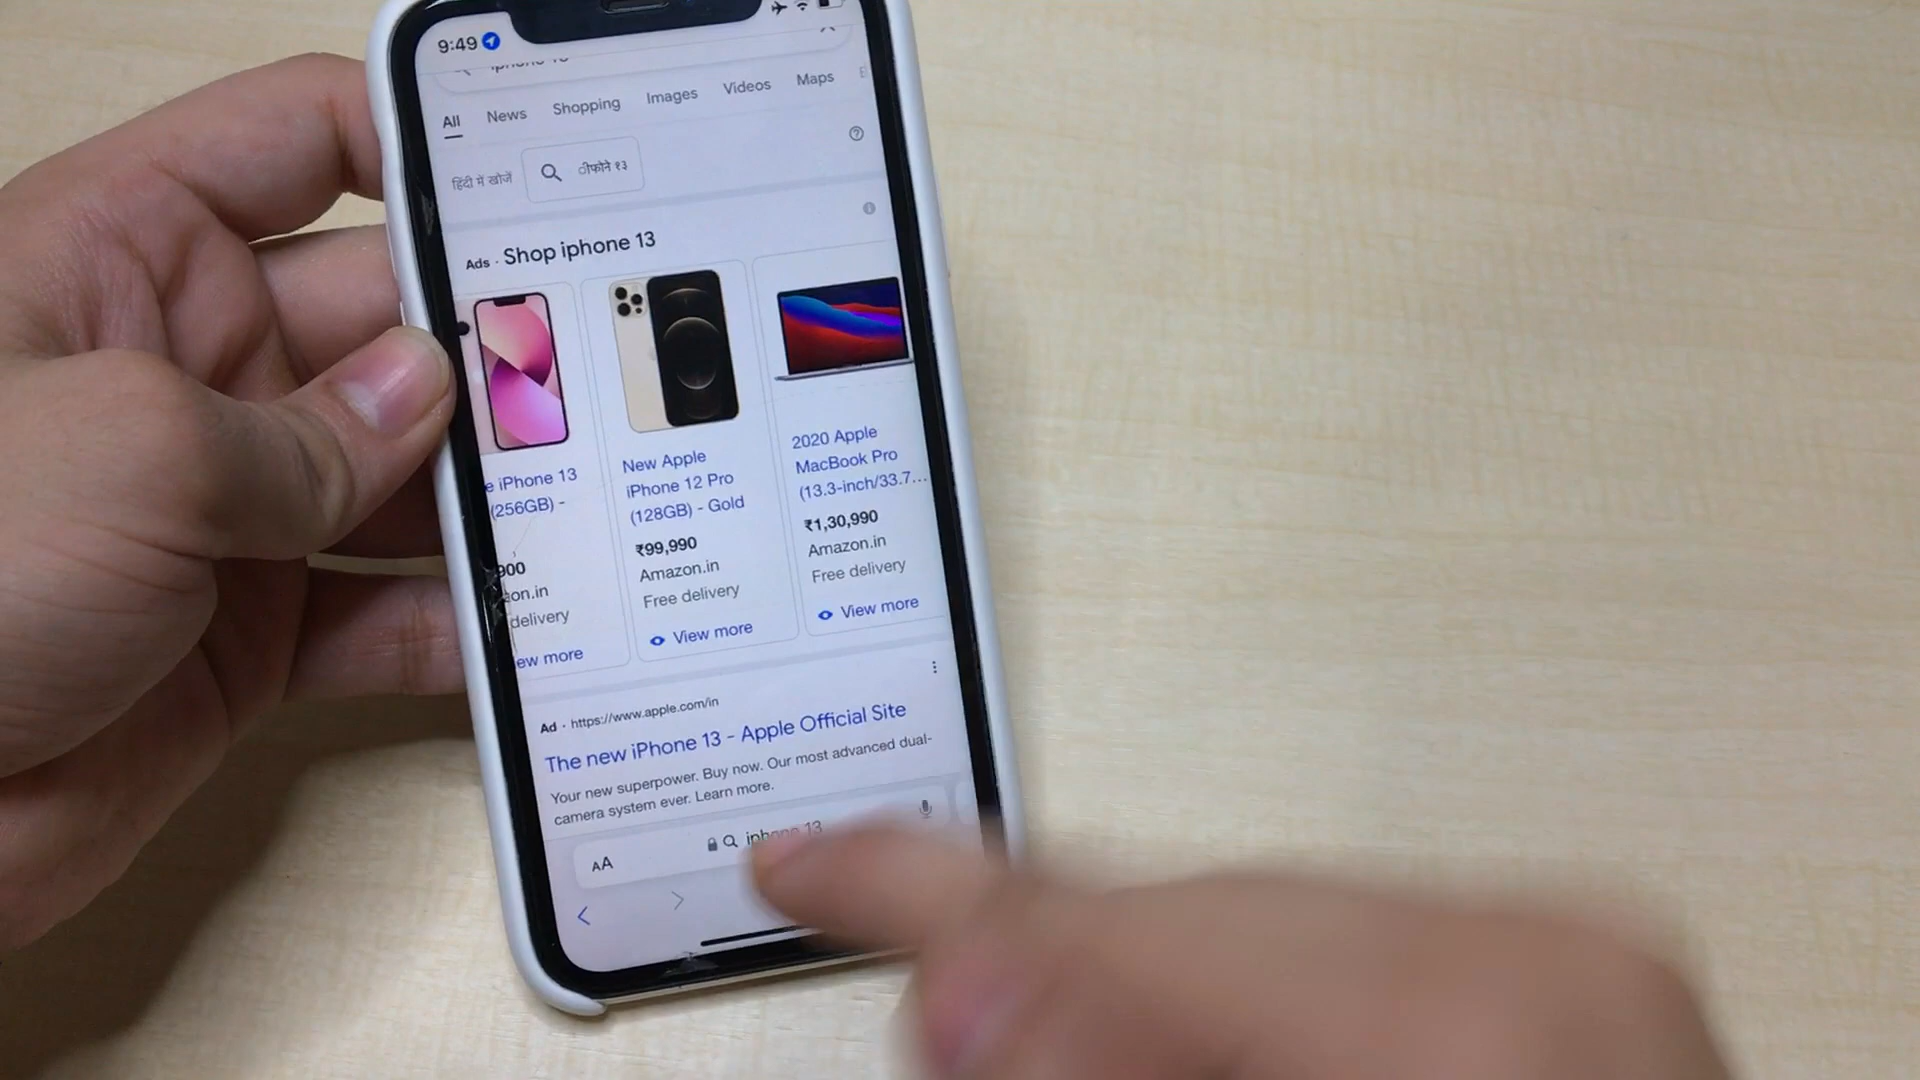 9:49
All News Shopping Images Videos Maps
हिंदी में खोजें
ीफोने १३
Ads · Shop iphone 13
e iPhone 13
(256GB) -
900
zon.in
delivery
ew more
New Apple
iPhone 12 Pro
(128GB) - Gold
₹99,990
Amazon.in
Free delivery
View more
2020 Apple
MacBook Pro
(13.3-inch/33.7...
₹1,30,990
Amazon.in
Free delivery
View more
Ad · https://www.apple.com/in
The new iPhone 13 - Apple Official Site
Your new superpower. Buy now. Our most advanced dual-
camera system ever. Learn more.
AA iphone 13